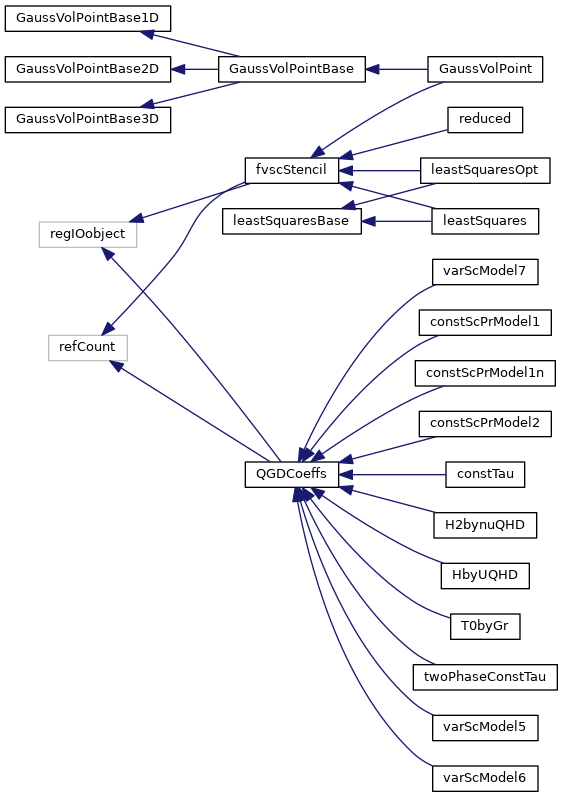 GaussVolPointBase1D
GaussVolPointBase2D
GaussVolPointBase
GaussVolPoint
GaussVolPointBase3D
reduced
fvscStencil
leastSquaresOpt
leastSquaresBase
leastSquares
regIOobject
varScModel7
constScPrModel1
refCount
constScPrModel1n
constScPrModel2
QGDCoeffs
constTau
H2bynuQHD
HbyUQHD
T0byGr
twoPhaseConstTau
varScModel5
varScModel6